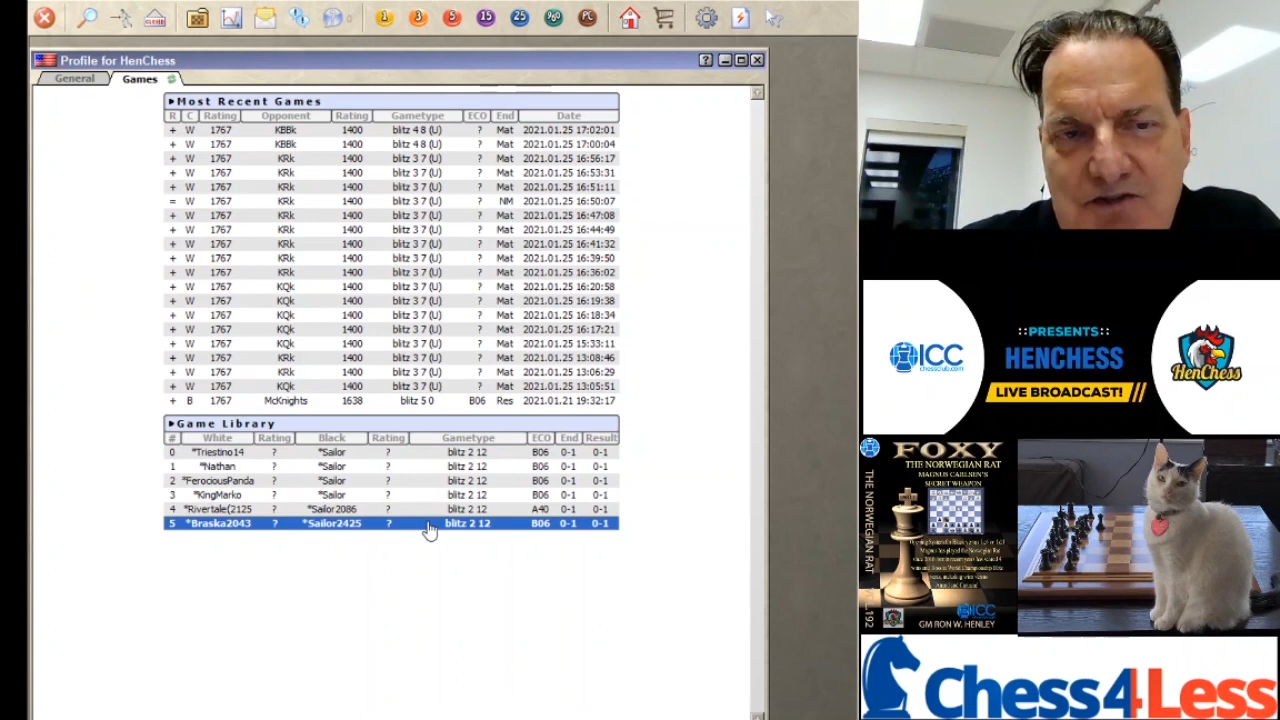 CLOSED
1 3 5 15 25 960 PC
Profile for HenChess
General Games
Most Recent Games
R C Rating Opponent Rating Gametype ECO End Date
+ W 1767 KBBk 1400 blitz 4 8 (U) ? Mat 2021.01.25 17:02:01
+ W 1767 KBBk 1400 blitz 4 8 (U) ? Mat 2021.01.25 17:00:04
+ W 1767 KRk 1400 blitz 3 7 (U) ? Mat 2021.01.25 16:56:17
+ W 1767 KRk 1400 blitz 3 7 (U) ? Mat 2021.01.25 16:53:31
+ W 1767 KRk 1400 blitz 3 7 (U) ? Mat 2021.01.25 16:51:11
= W 1767 KRk 1400 blitz 3 7 (U) ? NM 2021.01.25 16:50:07
+ W 1767 KRk 1400 blitz 3 7 (U) ? Mat 2021.01.25 16:47:08
+ W 1767 KRk 1400 blitz 3 7 (U) ? Mat 2021.01.25 16:44:49
+ W 1767 KRk 1400 blitz 3 7 (U) ? Mat 2021.01.25 16:41:32
+ W 1767 KRk 1400 blitz 3 7 (U) ? Mat 2021.01.25 16:39:50
+ W 1767 KRk 1400 blitz 3 7 (U) ? Mat 2021.01.25 16:36:02
+ W 1767 KQk 1400 blitz 3 7 (U) ? Mat 2021.01.25 16:20:58
+ W 1767 KQk 1400 blitz 3 7 (U) ? Mat 2021.01.25 16:19:38
+ W 1767 KQk 1400 blitz 3 7 (U) ? Mat 2021.01.25 16:18:34
+ W 1767 KQk 1400 blitz 3 7 (U) ? Mat 2021.01.25 16:17:21
+ W 1767 KQk 1400 blitz 3 7 (U) ? Mat 2021.01.25 15:33:11
+ W 1767 KRk 1400 blitz 3 7 (U) ? Mat 2021.01.25 13:08:46
+ W 1767 KRk 1400 blitz 3 7 (U) ? Mat 2021.01.25 13:06:29
+ W 1767 KQk 1400 blitz 3 7 (U) ? Mat 2021.01.25 13:05:51
+ B 1767 McKnights 1638 blitz 5 0 B06 Res 2021.01.21 19:32:17
Game Library
# White Rating Black Rating Gametype ECO End Result
0 *Triestino14 ? *Sailor ? blitz 2 12 B06 0-1 0-1
1 *Nathan ? *Sailor ? blitz 2 12 B06 0-1 0-1
2 *FerociousPanda ? *Sailor ? blitz 2 12 B06 0-1 0-1
3 *KingMarko ? *Sailor ? blitz 2 12 B06 0-1 0-1
4 *Rivertale(2125 ? *Sailor2086 ? blitz 2 12 A40 0-1 0-1
5 *Braska2043 ? *Sailor2425 ? blitz 2 12 B06 0-1 0-1
ICC
chessclub.com
::PRESENTS::
HENCHESS
LIVE BROADCAST! //
HenChess
FOXY
THE NORWEGIAN RAT
MAGNUS CARLSEN'S
SECRET WEAPON
THE NORWEGIAN RAT
192
ICC
GM RON W. HENLEY
Chess4Less